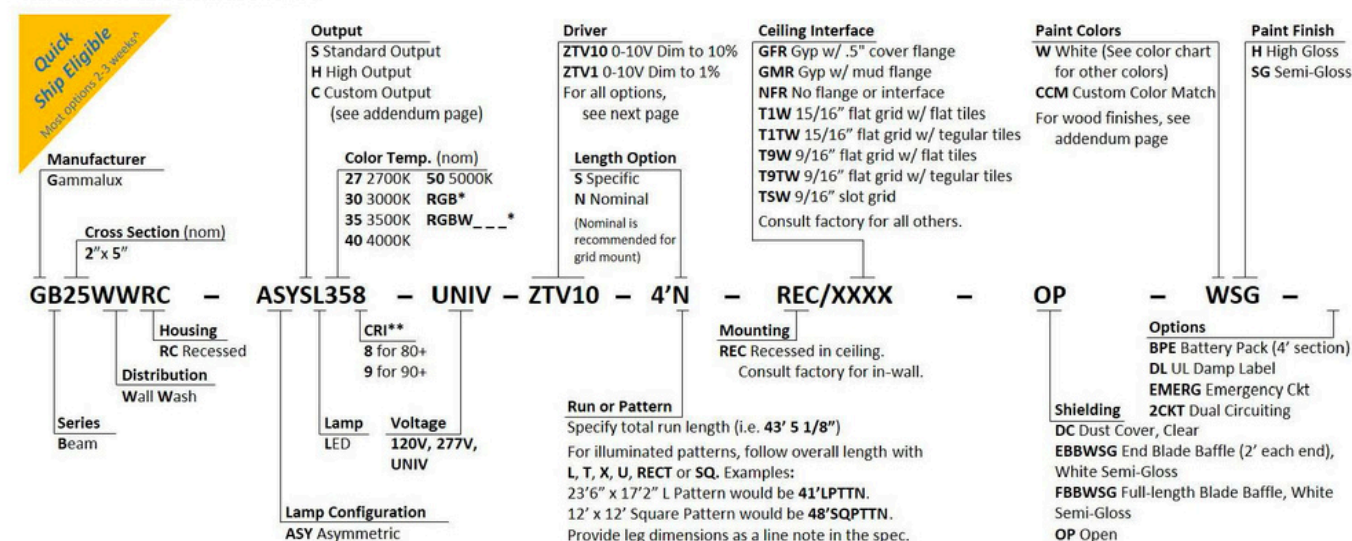 Quick
Ship Eligible
Most options 2-3 weeks^
Output
S Standard Output
H High Output
C Custom Output
(see addendum page)
Driver
ZTV10 0-10V Dim to 10%
ZTV1 0-10V Dim to 1%
For all options,
see next page
Ceiling Interface
GFR Gyp w/ .5" cover flange
GMR Gyp w/ mud flange
NFR No flange or interface
T1W 15/16” flat grid w/ flat tiles
T1TW 15/16” flat grid w/ tegular tiles
T9W 9/16” flat grid w/ flat tiles
T9TW 9/16” flat grid w/ tegular tiles
TSW 9/16” slot grid
Consult factory for all others.
Paint Colors
W White (See color chart
for other colors)
CCM Custom Color Match
For wood finishes, see
addendum page
Paint Finish
H High Gloss
SG Semi-Gloss
Manufacturer
Gammalux
Cross Section (nom)
2”x 5”
Color Temp. (nom)
27 2700K 50 5000K
30 3000K RGB*
35 3500K RGBW_ _ _*
40 4000K
Length Option
S Specific
N Nominal
(Nominal is
recommended for
grid mount)
GB25WWRC – ASYSL358 – UNIV – ZTV10 – 4’N – REC/XXXX – OP – WSG –
Housing
RC Recessed
Distribution
Wall Wash
Series
Beam
CRI**
8 for 80+
9 for 90+
Lamp
LED
Voltage
120V, 277V,
UNIV
Lamp Configuration
ASY Asymmetric
Mounting
REC Recessed in ceiling.
Consult factory for in-wall.
Run or Pattern
Specify total run length (i.e. 43’ 5 1/8”)
For illuminated patterns, follow overall length with
L, T, X, U, RECT or SQ. Examples:
23’6” x 17’2” L Pattern would be 41’LPTTN.
12’ x 12’ Square Pattern would be 48’SQPTTN.
Provide leg dimensions as a line note in the spec.
Options
BPE Battery Pack (4’ section)
DL UL Damp Label
EMERG Emergency Ckt
2CKT Dual Circuiting
Shielding
DC Dust Cover, Clear
EBBWSG End Blade Baffle (2’ each end),
White Semi-Gloss
FBBWSG Full-length Blade Baffle, White
Semi-Gloss
OP Open